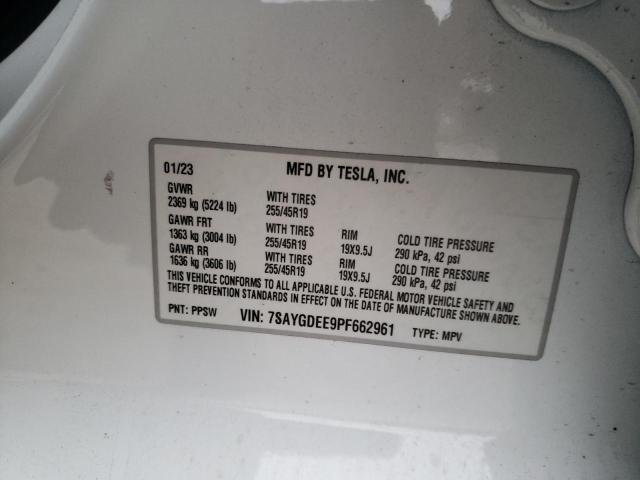 01/23 MFD BY TESLA, INC.
GVWR WITH TIRES
2369 kg (5224 lb) 255/45R19
GAWR FRT WITH TIRES RIM COLD TIRE PRESSURE
1363 kg (3004 lb) 255/45R19 19X9.5J 290 kPa, 42 psi
GAWR RR WITH TIRES RIM COLD TIRE PRESSURE
1636 kg (3606 lb) 255/45R19 19X9.5J 290 kPa, 42 psi
THIS VEHICLE CONFORMS TO ALL APPLICABLE U.S. FEDERAL MOTOR VEHICLE SAFETY AND
THEFT PREVENTION STANDARDS IN EFFECT ON THE DATE OF MANUFACTURE SHOWN ABOVE.
PNT: PPSW VIN: 7SAYGDEE9PF662961 TYPE: MPV